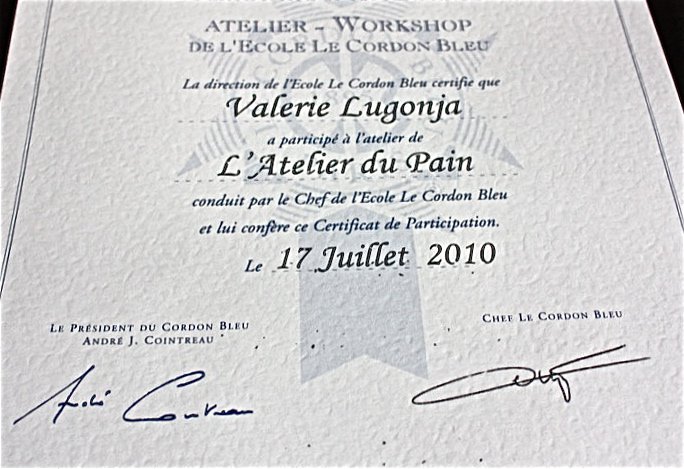 ATELIER - WORKSHOP
DE L'ECOLE LE CORDON BLEU
La direction de l'Ecole Le Cordon Bleu certifie que
Valerie Lugonja
a participé à l'atelier de
L'Atelier du Pain
conduit par le Chef de l'Ecole Le Cordon Bleu
et lui confère ce Certificat de Participation.
Le 17 Juillet 2010
LE PRÉSIDENT DU CORDON BLEU
ANDRÉ J. COINTREAU
CHEF LE CORDON BLEU
André Cointreau